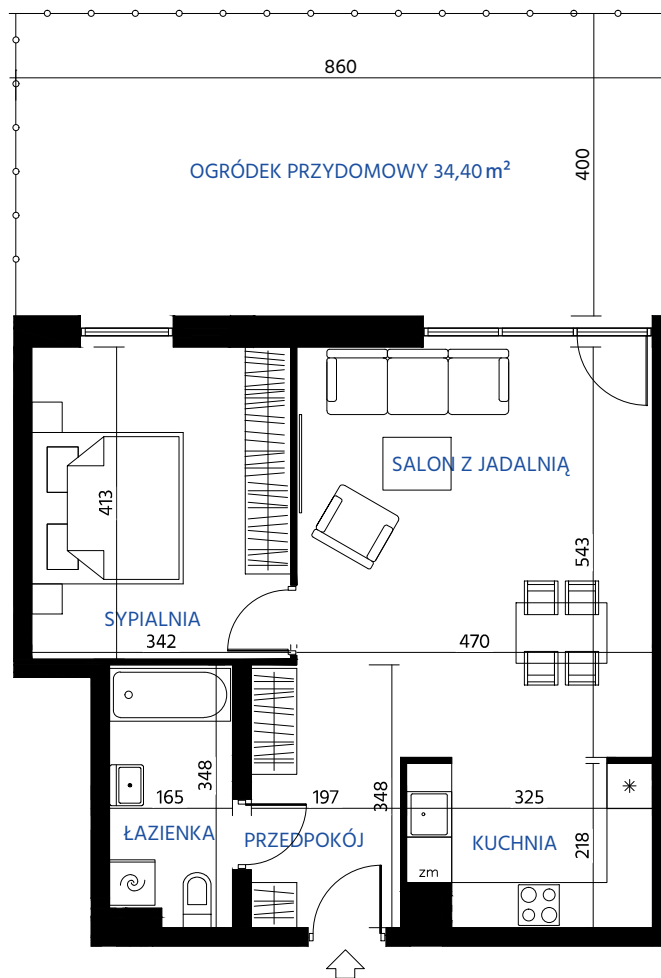 860
OGRÓDEK PRZYDOMOWY 34,40 m²
400
SALON Z JADALNIĄ
413
543
SYPIALNIA
342
470
348
165
197
348
325
ŁAZIENKA
PRZEDPOKÓJ
KUCHNIA
218
zm